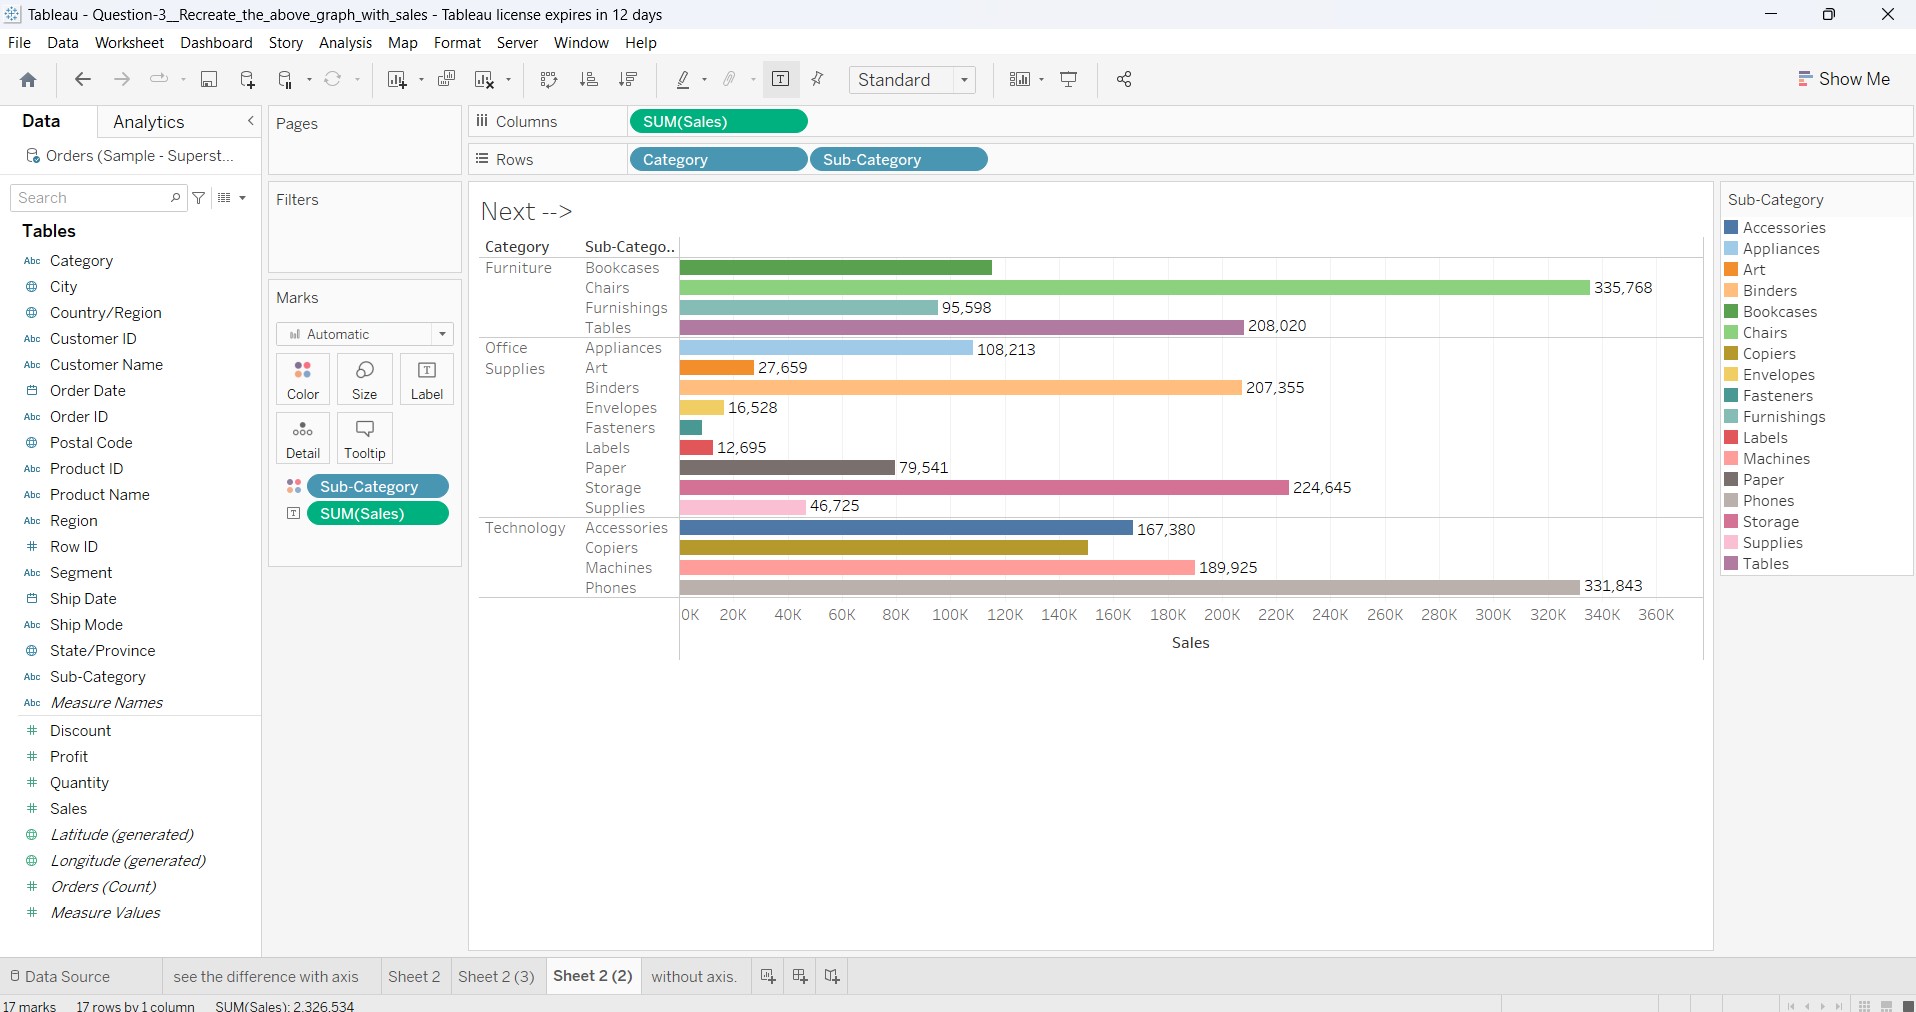 Tableau - Question-3__Recreate_the_above_graph_with_sales - Tableau license expires in 12 days
File Data Worksheet Dashboard Story Analysis Map Format Server Window Help
Standard
Show Me
Data
Analytics
Orders (Sample - Superst...
Search
Tables
Abc Category
City
Country/Region
Abc Customer ID
Abc Customer Name
Order Date
Abc Order ID
Postal Code
Abc Product ID
Abc Product Name
Abc Region
# Row ID
Abc Segment
Ship Date
Abc Ship Mode
State/Province
Abc Sub-Category
Abc Measure Names
# Discount
# Profit
# Quantity
# Sales
Latitude (generated)
Longitude (generated)
# Orders (Count)
# Measure Values
Pages
Filters
Marks
Automatic
Color Size T Label
Detail Tooltip
Sub-Category
T SUM(Sales)
Columns SUM(Sales)
Rows Category Sub-Category
Next -->
Category Sub-Catego..
Furniture Bookcases
Chairs 335,768
Furnishings 95,598
Tables 208,020
Office Supplies Appliances 108,213
Art 27,659
Binders 207,355
Envelopes 16,528
Fasteners
Labels 12,695
Paper 79,541
Storage 224,645
Supplies 46,725
Technology Accessories 167,380
Copiers
Machines 189,925
Phones 331,843
0K 20K 40K 60K 80K 100K 120K 140K 160K 180K 200K 220K 240K 260K 280K 300K 320K 340K 360K
Sales
Sub-Category
Accessories
Appliances
Art
Binders
Bookcases
Chairs
Copiers
Envelopes
Fasteners
Furnishings
Labels
Machines
Paper
Phones
Storage
Supplies
Tables
Data Source see the difference with axis Sheet 2 Sheet 2 (3) Sheet 2 (2) without axis.
17 marks 17 rows by 1 column SUM(Sales): 2,326,534